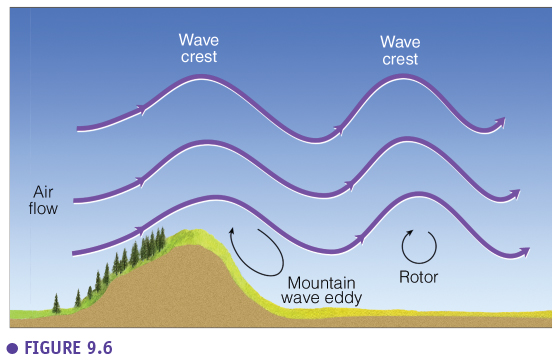 Wave
crest
Wave
crest
Air
flow
Mountain
wave eddy
Rotor
● FIGURE 9.6